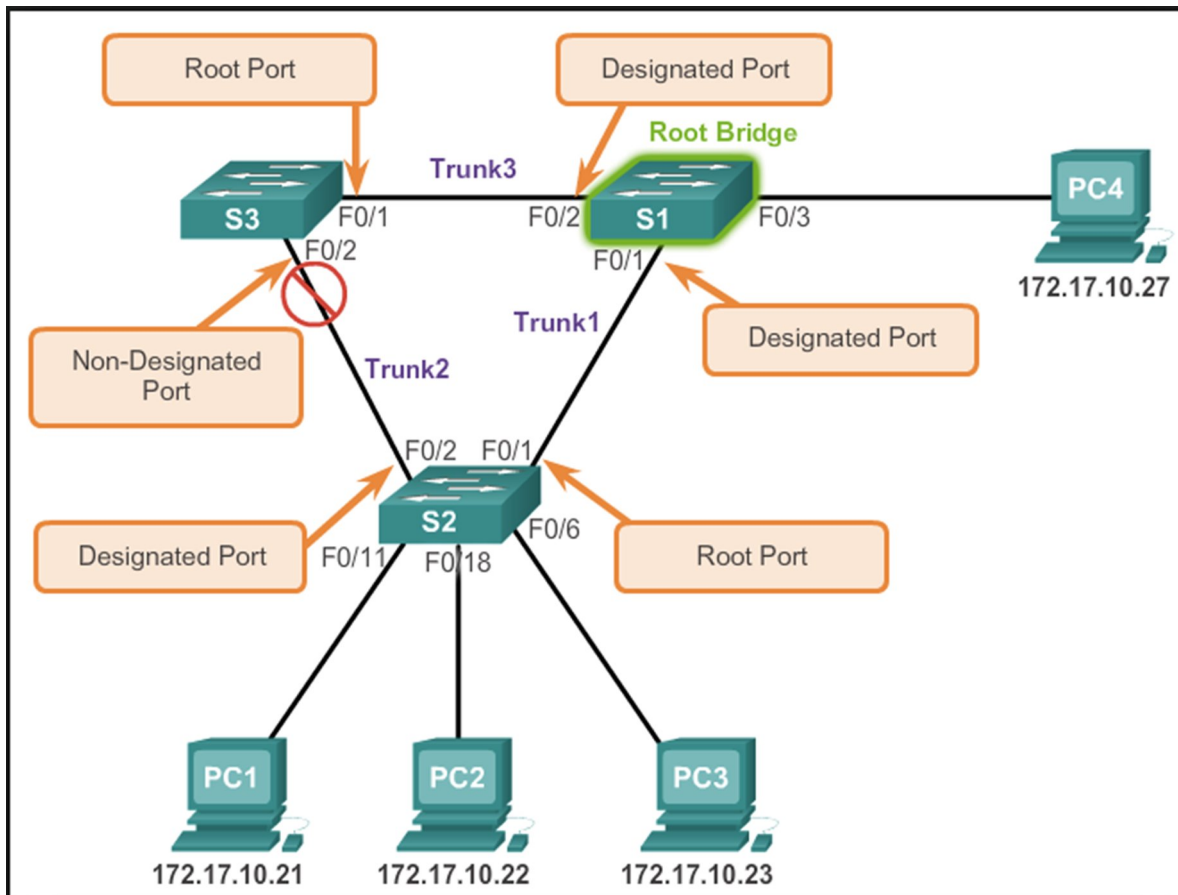 Root Port
Designated Port
Root Bridge
Trunk3
S3
F0/1
F0/2
S1
F0/3
PC4
F0/2
F0/1
172.17.10.27
Non-Designated
Port
Trunk1
Designated Port
Trunk2
F0/2
F0/1
S2
F0/6
Designated Port
F0/11
F0/18
Root Port
PC1
PC2
PC3
172.17.10.21
172.17.10.22
172.17.10.23